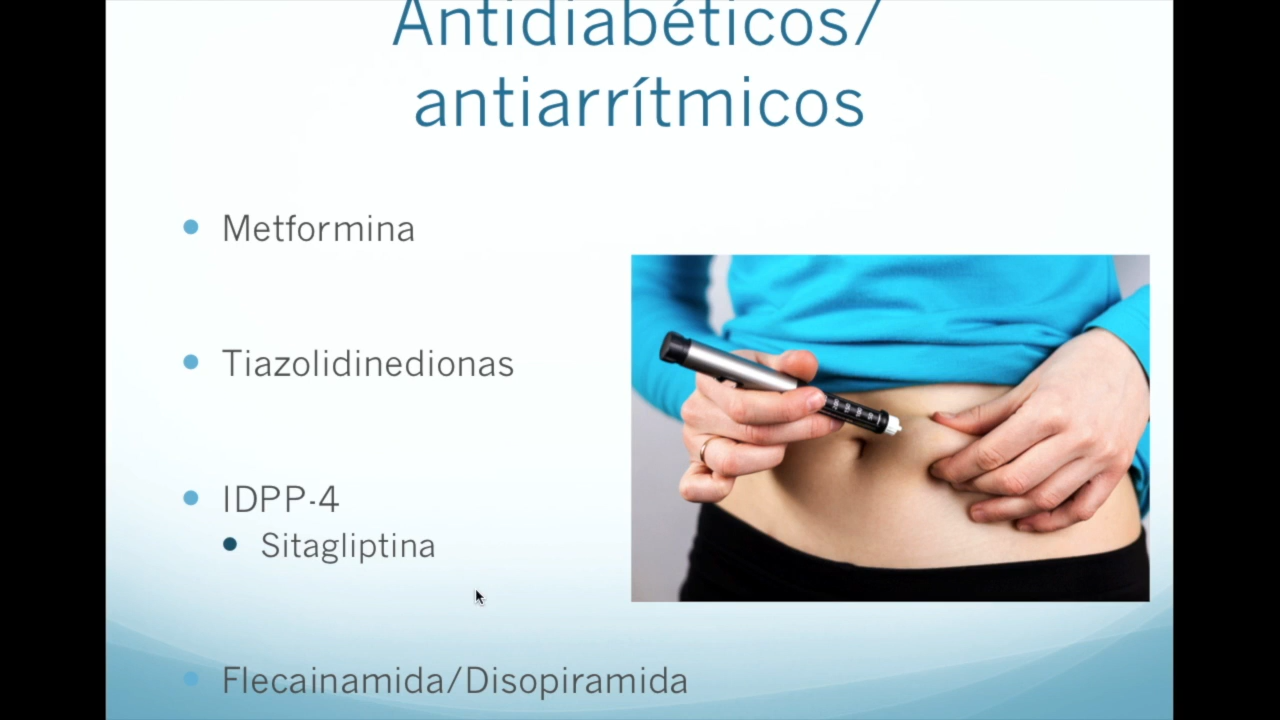 Antidiabéticos/
antiarrítmicos
Metformina
Tiazolidinedionas
IDPP-4
Sitagliptina
Flecainamida/Disopiramida